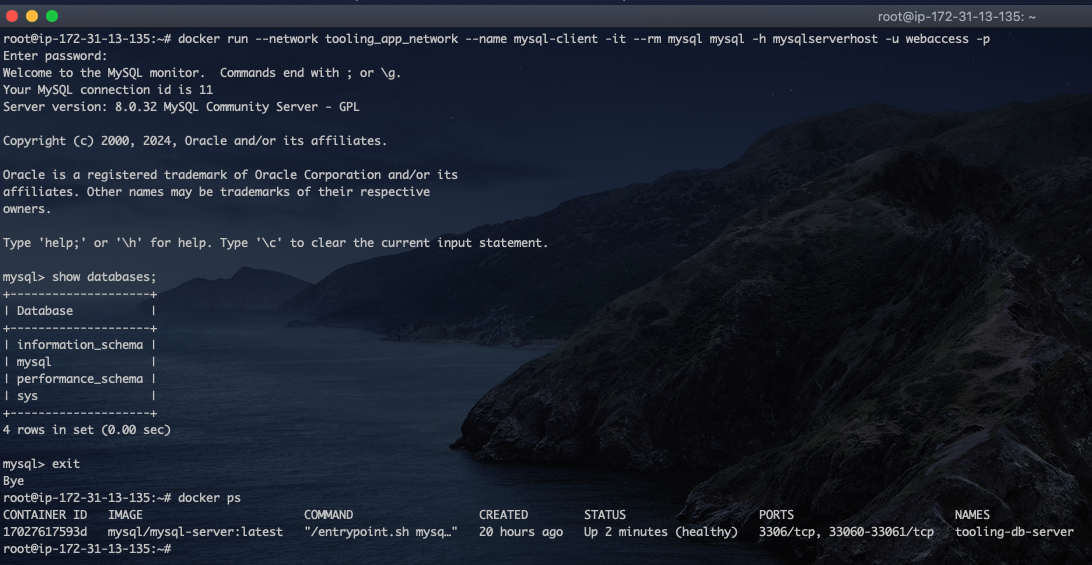 root@ip-172-31-13-135: ~
root@ip-172-31-13-135:~# docker run --network tooling_app_network --name mysql-client -it --rm mysql mysql -h mysqlserverhost -u webaccess -p
Enter password:
Welcome to the MySQL monitor.  Commands end with ; or \g.
Your MySQL connection id is 11
Server version: 8.0.32 MySQL Community Server - GPL
Copyright (c) 2000, 2024, Oracle and/or its affiliates.
Oracle is a registered trademark of Oracle Corporation and/or its
affiliates. Other names may be trademarks of their respective
owners.
Type 'help;' or '\h' for help. Type '\c' to clear the current input statement.
mysql> show databases;
+--------------------+
| Database           |
+--------------------+
| information_schema |
| mysql              |
| performance_schema |
| sys                |
+--------------------+
4 rows in set (0.00 sec)
mysql> exit
Bye
root@ip-172-31-13-135:~# docker ps
CONTAINER ID   IMAGE                       COMMAND                  CREATED        STATUS                   PORTS                       NAMES
17027617593d   mysql/mysql-server:latest   "/entrypoint.sh mysq…"   20 hours ago   Up 2 minutes (healthy)   3306/tcp, 33060-33061/tcp   tooling-db-server
root@ip-172-31-13-135:~#